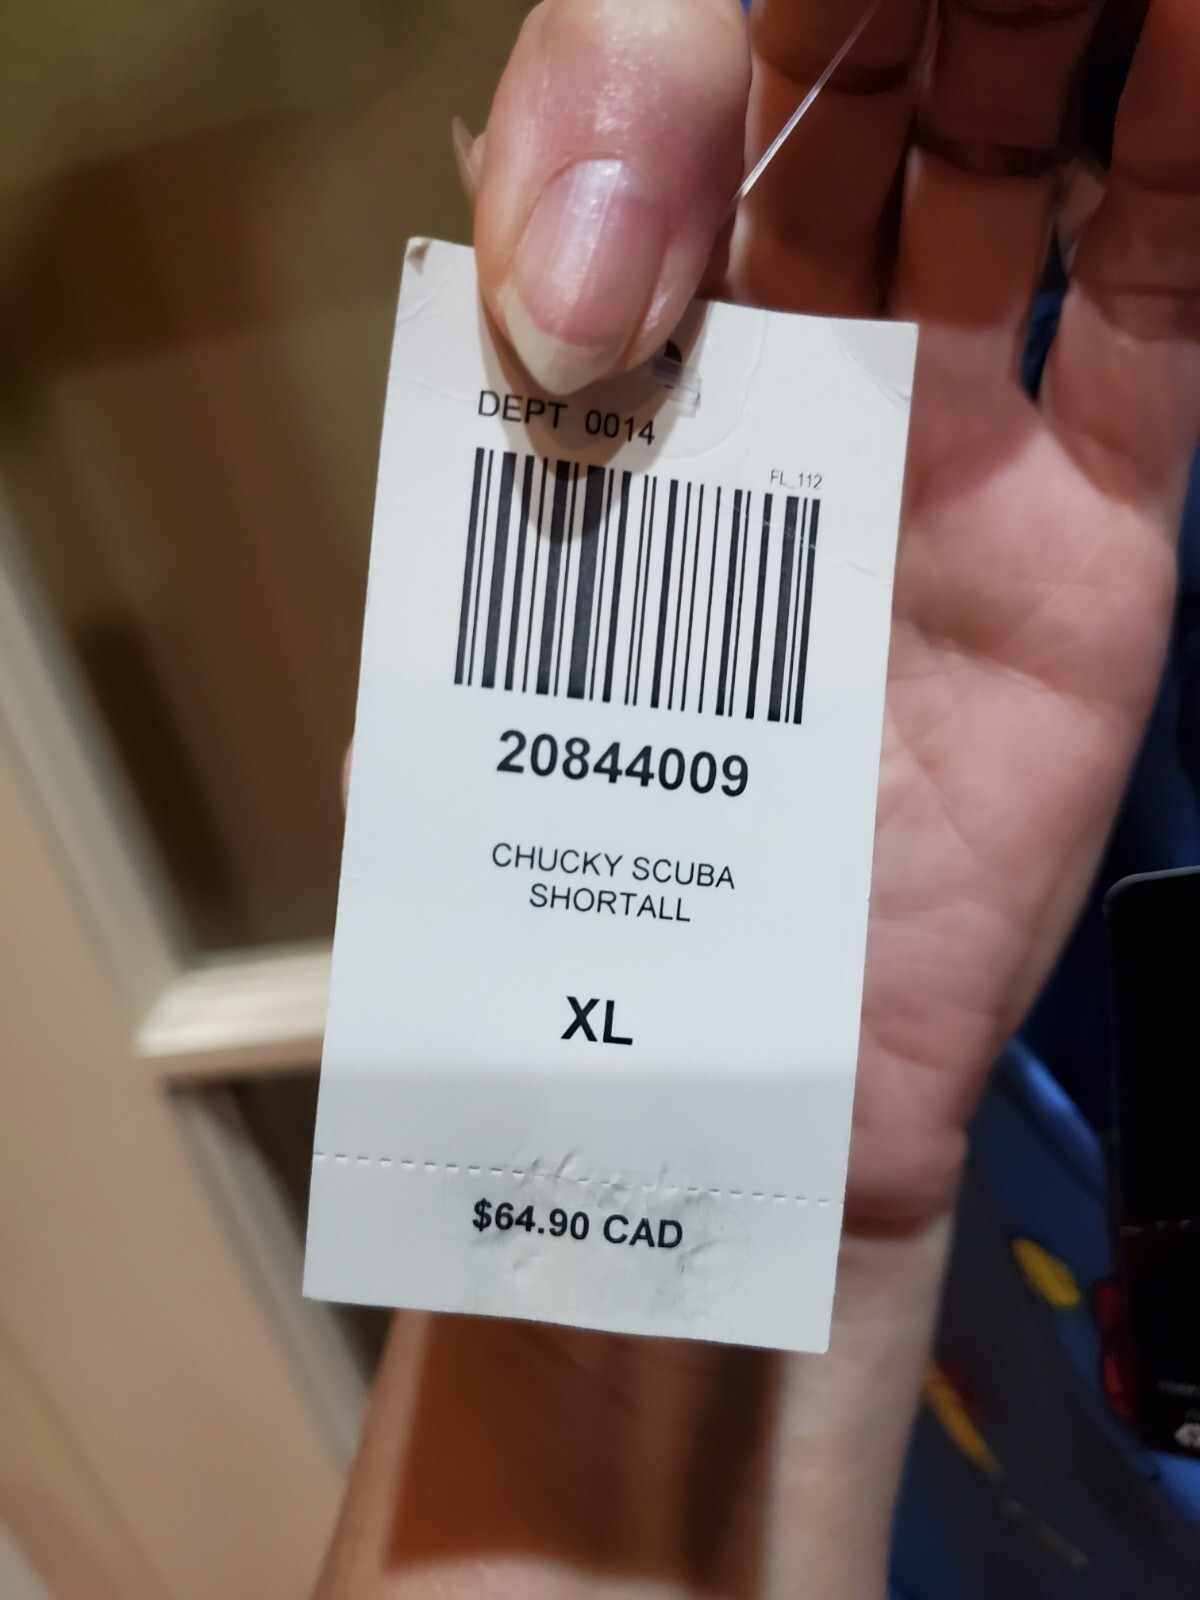 DEPT 0014
FL_112
20844009
CHUCKY SCUBA
SHORTALL
XL
$64.90 CAD